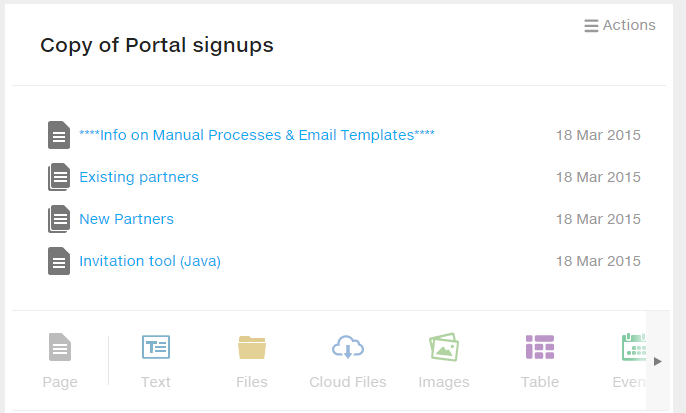 Actions
Copy of Portal signups
****Info on Manual Processes & Email Templates**** 18 Mar 2015
Existing partners 18 Mar 2015
New Partners 18 Mar 2015
Invitation tool (Java) 18 Mar 2015
Page Text Files Cloud Files Images Table Even